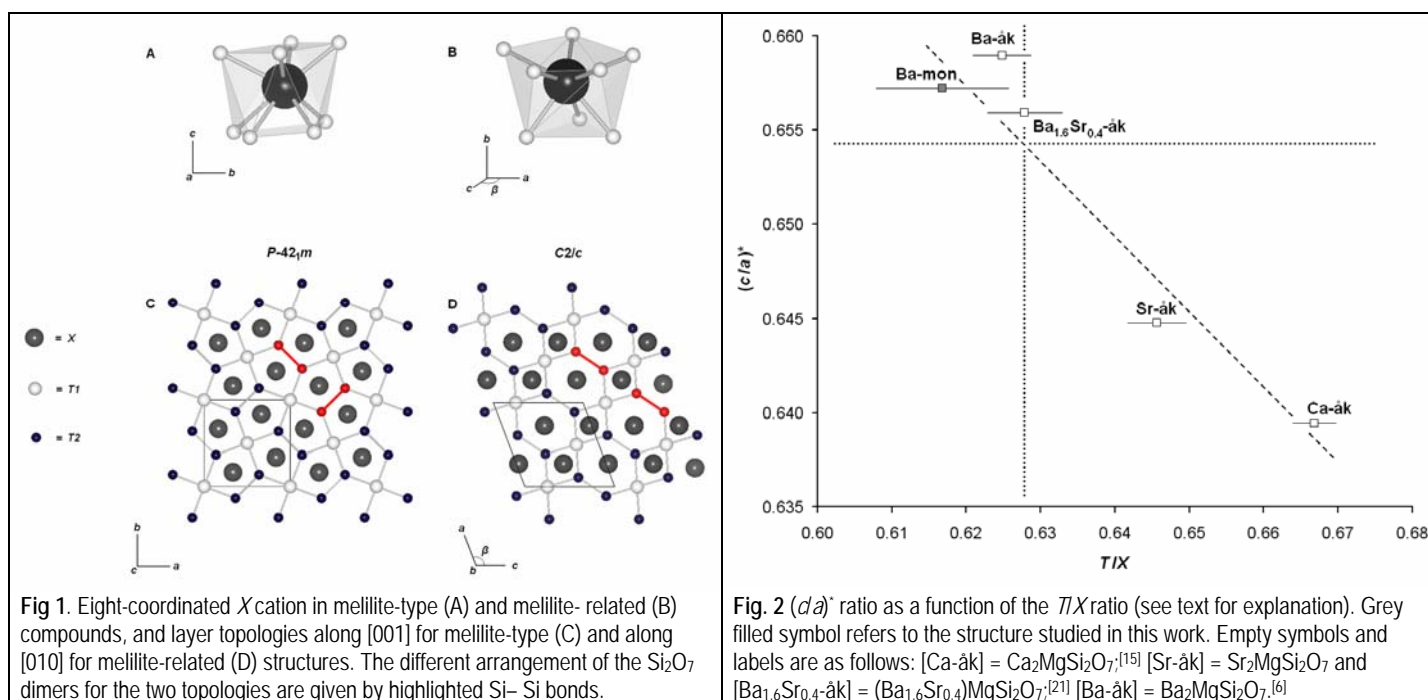 A
B
c
a
b
b
c
β
a
P-42₁m
C2/c
C
D
= X
= T1
= T2
b
c
a
a
β
b
c
Fig 1. Eight-coordinated X cation in melilite-type (A) and melilite- related (B)
compounds, and layer topologies along [001] for melilite-type (C) and along
[010] for melilite-related (D) structures. The different arrangement of the Si₂O₇
dimers for the two topologies are given by highlighted Si– Si bonds.
0.660
0.655
0.650
0.645
0.640
0.635
(c/a)*
Ba-åk
Ba-mon
Ba₁.₆Sr₀.₄-åk
Sr-åk
Ca-åk
0.60 0.61 0.62 0.63 0.64 0.65 0.66 0.67 0.68
T/X
Fig. 2 (c/a)* ratio as a function of the T/X ratio (see text for explanation). Grey
filled symbol refers to the structure studied in this work. Empty symbols and
labels are as follows: [Ca-åk] = Ca₂MgSi₂O₇;[15] [Sr-åk] = Sr₂MgSi₂O₇ and
[Ba₁.₆Sr₀.₄-åk] = (Ba₁.₆Sr₀.₄)MgSi₂O₇;[21] [Ba-åk] = Ba₂MgSi₂O₇.[6]